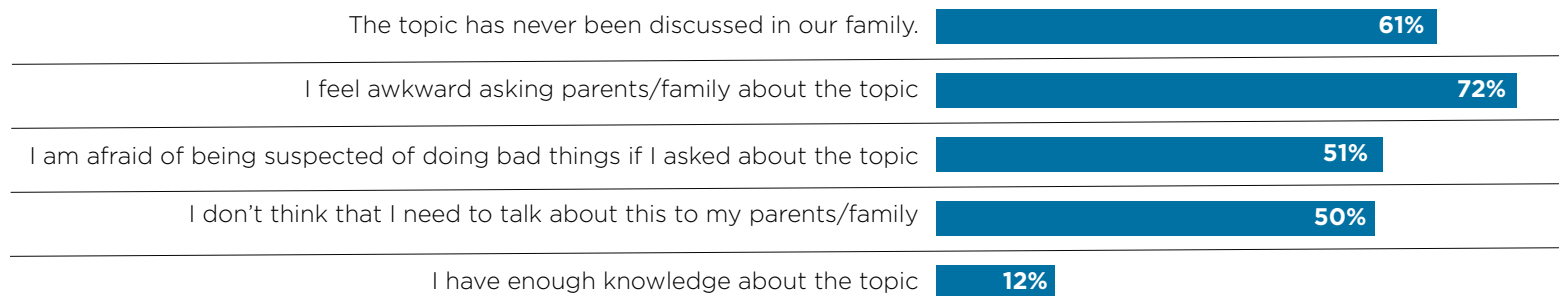 The topic has never been discussed in our family. 61%
I feel awkward asking parents/family about the topic 72%
I am afraid of being suspected of doing bad things if I asked about the topic 51%
I don’t think that I need to talk about this to my parents/family 50%
I have enough knowledge about the topic 12%